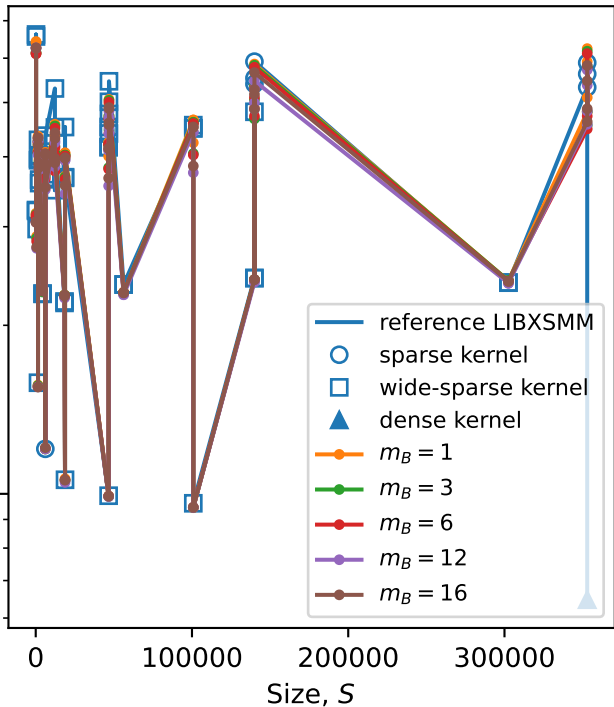 reference LIBXSMM
sparse kernel
wide-sparse kernel
dense kernel
m_B = 1
m_B = 3
m_B = 6
m_B = 12
m_B = 16
0 100000 200000 300000
Size, S